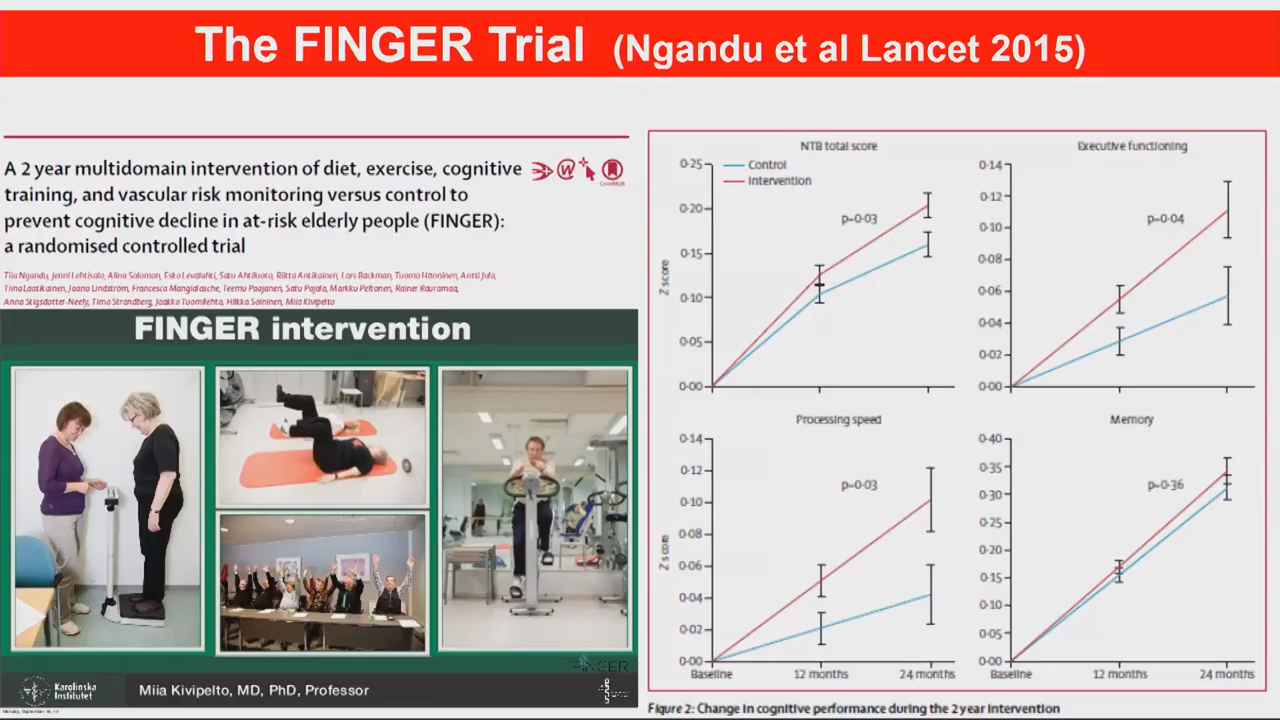 The FINGER Trial (Ngandu et al Lancet 2015)
A 2 year multidomain intervention of diet, exercise, cognitive
training, and vascular risk monitoring versus control to
prevent cognitive decline in at-risk elderly people (FINGER):
a randomised controlled trial
Tiia Ngandu, Jenni Lehtisalo, Alina Solomon, Esko Levälahti, Satu Ahtiluoto, Riitta Antikainen, Lars Bäckman, Tuomo Hänninen, Antti Jula,
Tiina Laatikainen, Jaana Lindström, Francesca Mangialasche, Teemu Paajanen, Satu Pajala, Markku Peltonen, Rainer Rauramaa,
Anna Stigsdotter-Neely, Timo Strandberg, Jaakko Tuomilehto, Hilkka Soininen, Miia Kivipelto
FINGER intervention
FINGER
Karolinska
Institutet
Miia Kivipelto, MD, PhD, Professor
NTB total score
Control
Intervention
0·25
0·20
0·15
0·10
0·05
0·00
Z score
p=0·03
Executive functioning
0·14
0·12
0·10
0·08
0·06
0·04
0·02
0·00
p=0·04
Processing speed
0·14
0·12
0·10
0·08
0·06
0·04
0·02
0·00
Z score
p=0·03
Baseline
12 months
24 months
Memory
0·40
0·35
0·30
0·25
0·20
0·15
0·10
0·05
0·00
p=0·36
Baseline
12 months
24 months
Figure 2: Change in cognitive performance during the 2 year intervention